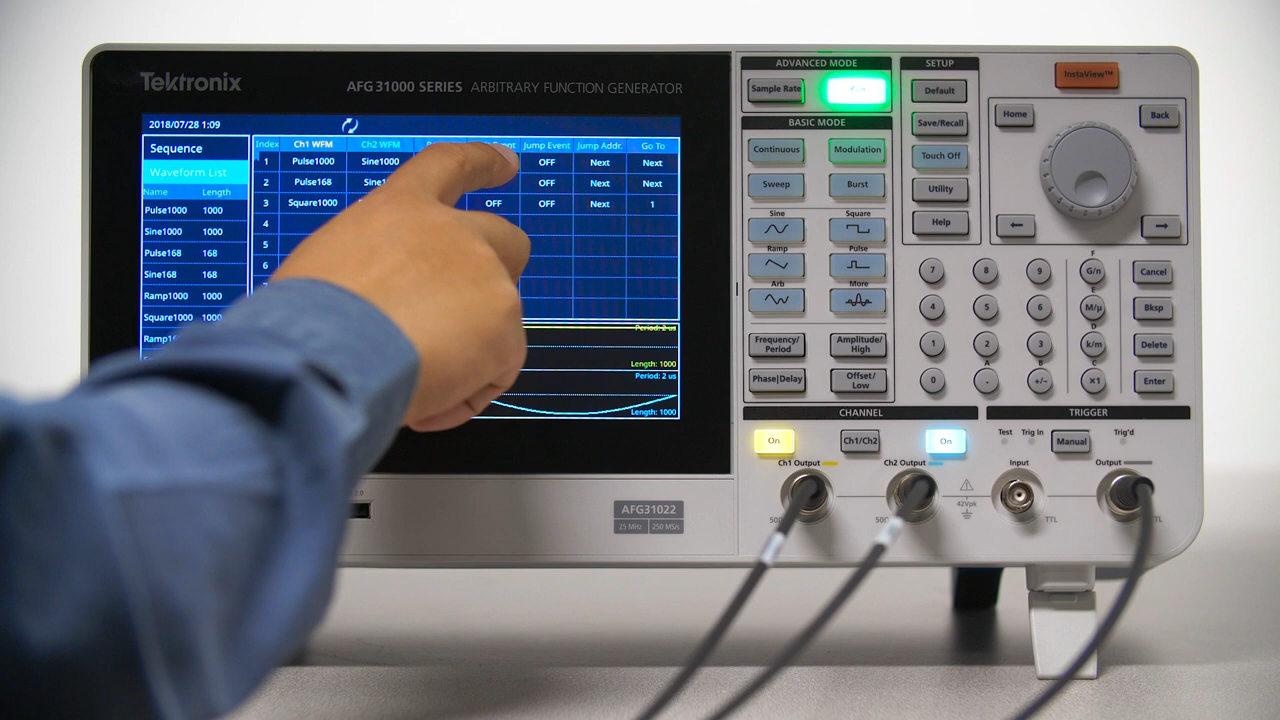 Tektronix
AFG31000 SERIES ARBITRARY FUNCTION GENERATOR
2018/07/28 1:09
Sequence
Waveform List
Name Length
Pulse1000 1000
Sine1000 1000
Pulse168 168
Sine168 168
Ramp1000 1000
Square1000
Index Ch1 WFM Ch2 WFM Jump Event Jump Addr. Go To
1 Pulse1000 Sine1000 OFF Next Next
2 Pulse168 OFF Next Next
3 Square1000 OFF OFF Next 1
4
5
6
Period: 2 us
Length: 1000
Period: 2 us
Length: 1000
AFG31022
25 MHz 250 MS/s
ADVANCED MODE
Sample Rate
BASIC MODE
Continuous Modulation
Sweep Burst
Sine Square
Ramp Pulse
Arb More
Frequency/ Period
Amplitude/ High
Phase|Delay
Offset/ Low
SETUP
Default
Save/Recall
Touch Off
Utility
Help
InstaView™
Home Back
7 8 9 F G/n Cancel
4 5 6 E M/µ Bksp
1 2 3 D k/m Delete
A B C
0 . +/- ×1 Enter
CHANNEL
On Ch1/Ch2 On
Ch1 Output Ch2 Output
42Vpk
TRIGGER
Test Trig In Manual Trig'd
Input Output
TTL